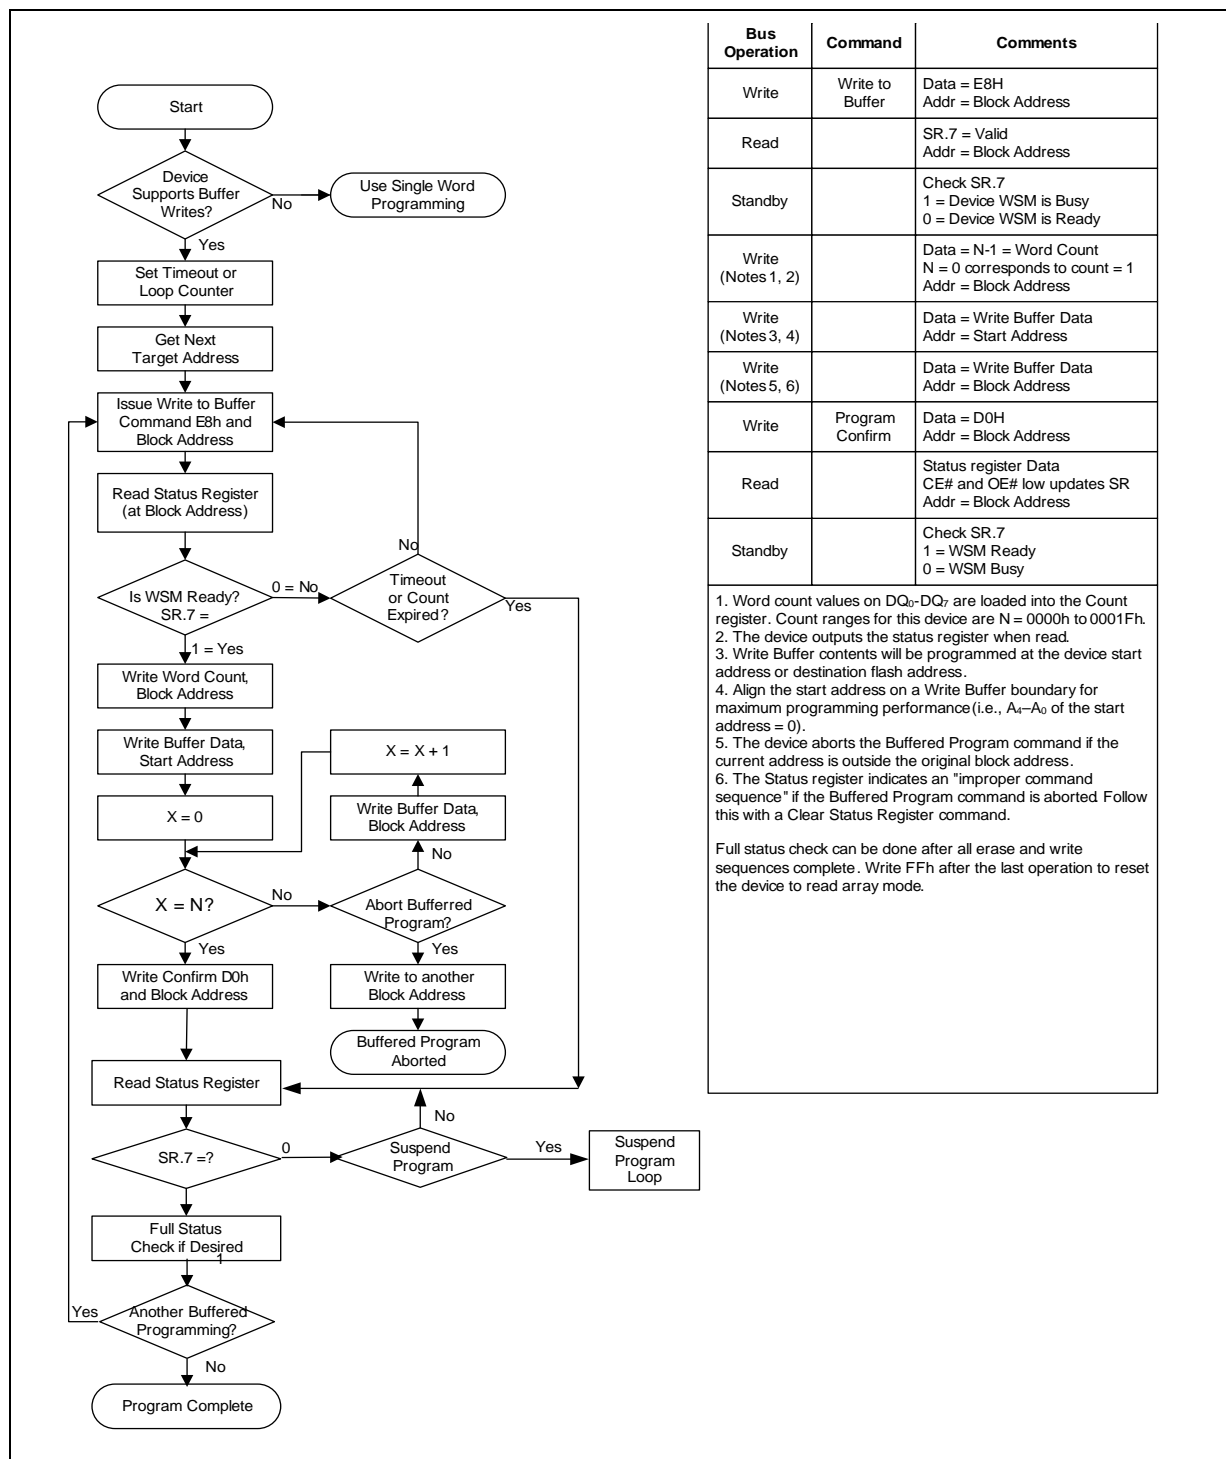 Start
Device
Supports Buffer
Writes?
No
Use Single Word
Programming
Yes
Set Timeout or
Loop Counter
Get Next
Target Address
Issue Write to Buffer
Command E8h and
Block Address
Read Status Register
(at Block Address)
No
Is WSM Ready?
SR.7 =
0 = No
Timeout
or Count
Expired?
Yes
1 = Yes
Write Word Count,
Block Address
Write Buffer Data,
Start Address
X = X + 1
X = 0
Write Buffer Data,
Block Address
No
X = N?
No
Abort Bufferred
Program?
Yes
Yes
Write Confirm D0h
and Block Address
Write to another
Block Address
Buffered Program
Aborted
Read Status Register
No
SR.7 =?
0
Suspend
Program
Yes
Suspend
Program
Loop
Full Status
Check if Desired
1
Yes
Another Buffered
Programming?
No
Program Complete
Bus
Operation
Command
Comments
Write
Write to
Buffer
Data = E8H
Addr = Block Address
Read
SR.7 = Valid
Addr = Block Address
Standby
Check SR.7
1 = Device WSM is Busy
0 = Device WSM is Ready
Write
(Notes 1, 2)
Data = N-1 = Word Count
N = 0 corresponds to count = 1
Addr = Block Address
Write
(Notes 3, 4)
Data = Write Buffer Data
Addr = Start Address
Write
(Notes 5, 6)
Data = Write Buffer Data
Addr = Block Address
Write
Program
Confirm
Data = D0H
Addr = Block Address
Read
Status register Data
CE# and OE# low updates SR
Addr = Block Address
Standby
Check SR.7
1 = WSM Ready
0 = WSM Busy
1. Word count values on DQ₀-DQ₇ are loaded into the Count
register. Count ranges for this device are N = 0000h to 0001Fh.
2. The device outputs the status register when read.
3. Write Buffer contents will be programmed at the device start
address or destination flash address.
4. Align the start address on a Write Buffer boundary for
maximum programming performance (i.e., A₄–A₀ of the start
address = 0).
5. The device aborts the Buffered Program command if the
current address is outside the original block address.
6. The Status register indicates an "improper command
sequence" if the Buffered Program command is aborted. Follow
this with a Clear Status Register command.
Full status check can be done after all erase and write
sequences complete. Write FFh after the last operation to reset
the device to read array mode.